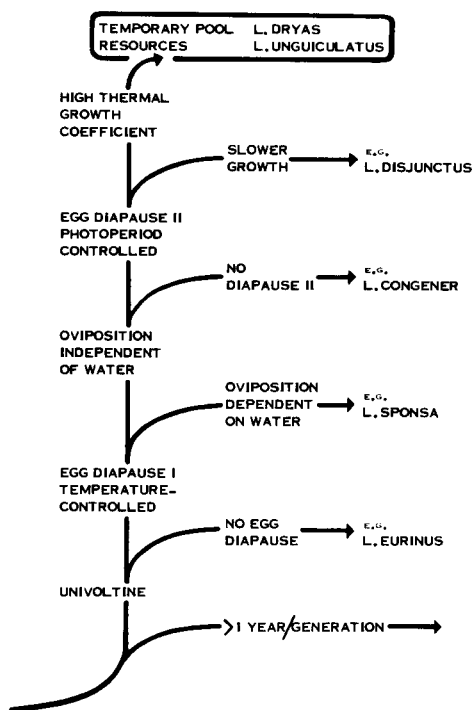 TEMPORARY POOL L. DRYAS
RESOURCES L. UNGUICULATUS
HIGH THERMAL
GROWTH
COEFFICIENT
SLOWER
GROWTH
E.G.
L. DISJUNCTUS
EGG DIAPAUSE II
PHOTOPERIOD
CONTROLLED
NO
DIAPAUSE II
E.G.
L. CONGENER
OVIPOSITION
INDEPENDENT
OF WATER
OVIPOSITION
DEPENDENT
ON WATER
E.G.
L. SPONSA
EGG DIAPAUSE I
TEMPERATURE-
CONTROLLED
NO EGG
DIAPAUSE
E.G.
L. EURINUS
UNIVOLTINE
>1 YEAR/GENERATION